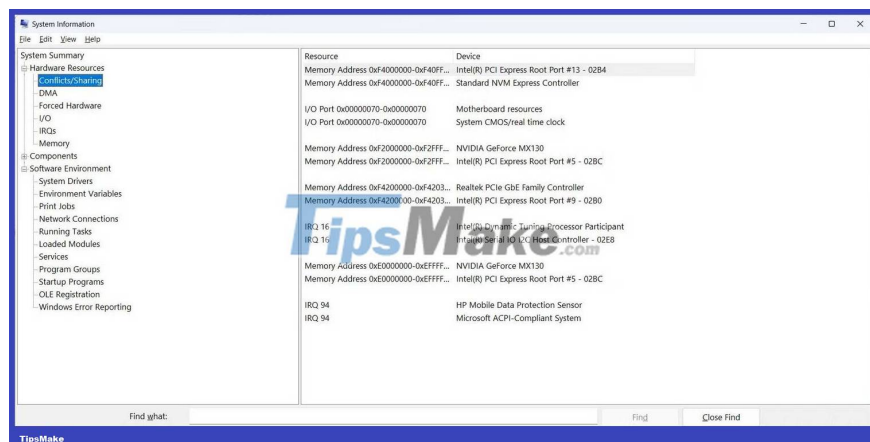 System Information
File Edit View Help
System Summary
Hardware Resources
Conflicts/Sharing
DMA
Forced Hardware
I/O
IRQs
Memory
Components
Software Environment
System Drivers
Environment Variables
Print Jobs
Network Connections
Running Tasks
Loaded Modules
Services
Program Groups
Startup Programs
OLE Registration
Windows Error Reporting
Resource Device
Memory Address 0xF4000000-0xF40FF... Intel(R) PCI Express Root Port #13 - 02B4
Memory Address 0xF4000000-0xF40FF... Standard NVM Express Controller
I/O Port 0x00000070-0x00000070 Motherboard resources
I/O Port 0x00000070-0x00000070 System CMOS/real time clock
Memory Address 0xF2000000-0xF2FFF... NVIDIA GeForce MX130
Memory Address 0xF2000000-0xF2FFF... Intel(R) PCI Express Root Port #5 - 02BC
Memory Address 0xF4200000-0xF4203... Realtek PCIe GbE Family Controller
Memory Address 0xF4200000-0xF4203... Intel(R) PCI Express Root Port #9 - 02B0
IRQ 16 Intel(R) Dynamic Tuning Processor Participant
IRQ 16 Intel(R) Serial IO I2C Host Controller - 02E8
TipsMake.com
Memory Address 0xE0000000-0xEFFFF... NVIDIA GeForce MX130
Memory Address 0xE0000000-0xEFFFF... Intel(R) PCI Express Root Port #5 - 02BC
IRQ 94 HP Mobile Data Protection Sensor
IRQ 94 Microsoft ACPI-Compliant System
Find what: Find Close Find
TipsMake